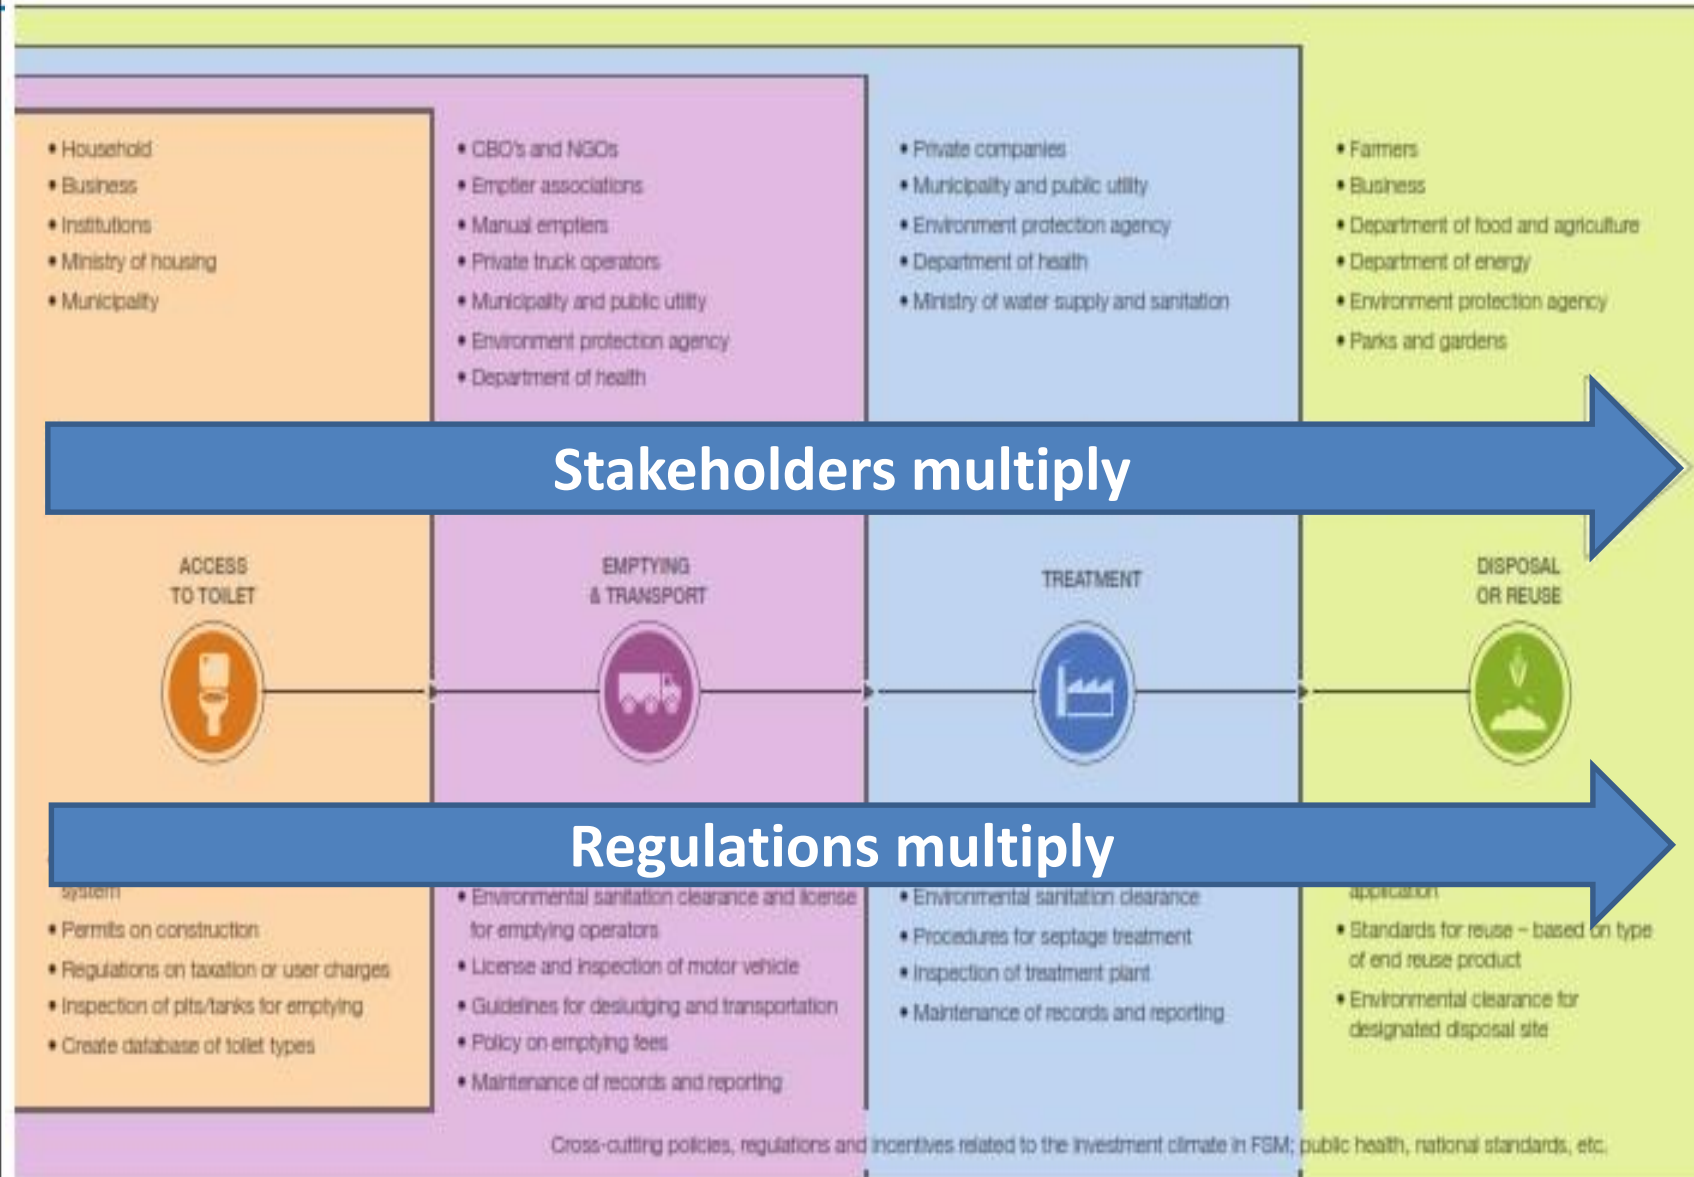 • Household
• Business
• Institutions
• Ministry of housing
• Municipality
• CBO's and NGOs
• Emptier associations
• Manual emptiers
• Private truck operators
• Municipality and public utility
• Environment protection agency
• Department of health
• Private companies
• Municipality and public utility
• Environment protection agency
• Department of health
• Ministry of water supply and sanitation
• Farmers
• Business
• Department of food and agriculture
• Department of energy
• Environment protection agency
• Parks and gardens
Stakeholders multiply
ACCESS
TO TOILET
EMPTYING
& TRANSPORT
TREATMENT
DISPOSAL
OR REUSE
Regulations multiply
system
• Permits on construction
• Regulations on taxation or user charges
• Inspection of pits/tanks for emptying
• Create database of toilet types
• Environmental sanitation clearance and license
for emptying operators
• License and inspection of motor vehicle
• Guidelines for desludging and transportation
• Policy on emptying fees
• Maintenance of records and reporting
• Environmental sanitation clearance
• Procedures for septage treatment
• Inspection of treatment plant
• Maintenance of records and reporting
application
• Standards for reuse – based on type
of end reuse product
• Environmental clearance for
designated disposal site
Cross-cutting policies, regulations and incentives related to the investment climate in FSM; public health, national standards, etc.